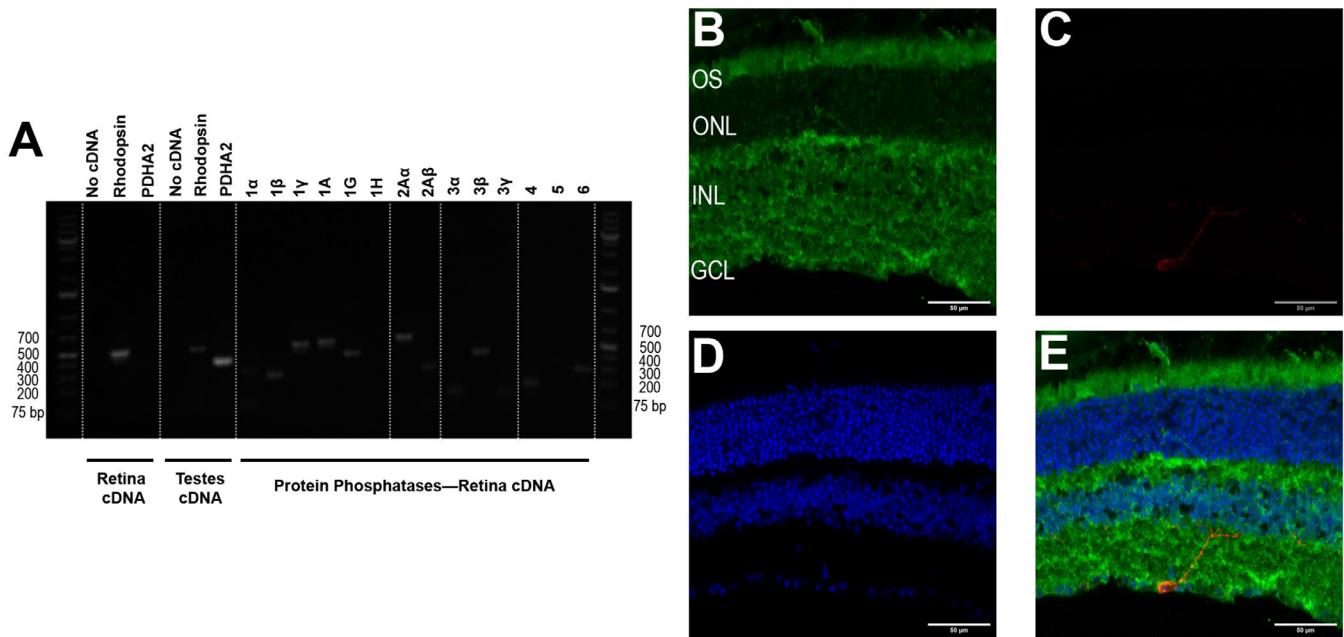 A
No cDNA
Rhodopsin
PDHA2
No cDNA
Rhodopsin
PDHA2
1α
1β
1γ
1A
1G
1H
2Aα
2Aβ
3α
3β
3γ
4
5
6
700
500
400
300
200
75 bp
700
500
400
300
200
75 bp
Retina
cDNA
Testes
cDNA
Protein Phosphatases—Retina cDNA
B
OS
ONL
INL
GCL
50 µm
C
50 µm
D
50 µm
E
50 µm